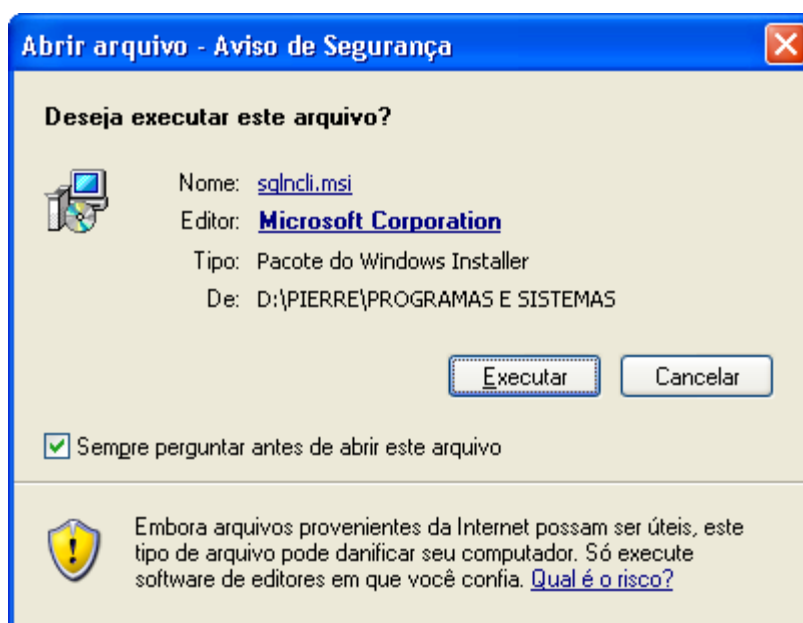 Abrir arquivo - Aviso de Segurança
Deseja executar este arquivo?
Nome: sqlncli.msi
Editor: Microsoft Corporation
Tipo: Pacote do Windows Installer
De: D:\PIERRE\PROGRAMAS E SISTEMAS
Executar Cancelar
Sempre perguntar antes de abrir este arquivo
Embora arquivos provenientes da Internet possam ser úteis, este
tipo de arquivo pode danificar seu computador. Só execute
software de editores em que você confia. Qual é o risco?